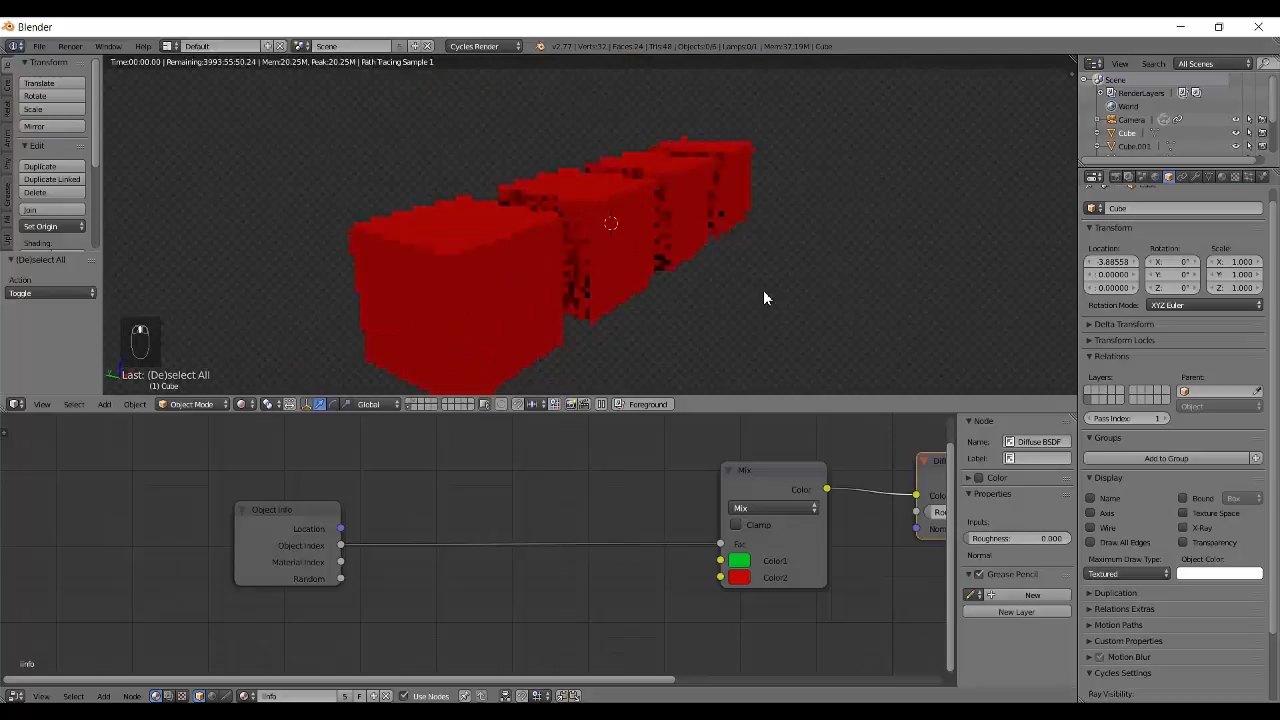 Blender
File Render Window Help Default Scene Cycles Render v2.77 | Verts:32 | Faces:24 | Tris:48 | Objects:0/6 | Lamps:0/1 | Mem:37.19M | Cube
Time:00:00.00 | Remaining:3993:55:50.24 | Mem:20.25M, Peak:20.25M | Path Tracing Sample 1
Transform
Translate
Rotate
Scale
Mirror
Edit
Duplicate
Duplicate Linked
Delete
Join
Set Origin
Shading:
(De)select All
Action
Toggle
Last: (De)select All
(1) Cube
View Select Add Object Object Mode Global Foreground
Object Info
Location
Object Index
Material Index
Random
Mix
Color
Mix
Clamp
Fac
Color1
Color2
iinfo
View Select Add Node iinfo 5 F Use Nodes
Node
Name: Diffuse BSDF
Label:
Color
Properties
Inputs:
Roughness: 0.000
Normal
Grease Pencil
New
New Layer
View Search All Scenes
Scene
RenderLayers
World
Camera
Cube
Cube.001
Cube
Transform
Location: Rotation: Scale:
-3.88558 X: 0° X: 1.000
0.00000 Y: 0° Y: 1.000
0.00000 Z: 0° Z: 1.000
Rotation Mode: XYZ Euler
Delta Transform
Transform Locks
Relations
Layers: Parent:
Object
Pass Index: 1
Groups
Add to Group
Display
Name Bound Box
Axis Texture Space
Wire X-Ray
Draw All Edges Transparency
Maximum Draw Type: Object Color:
Textured
Duplication
Relations Extras
Motion Paths
Custom Properties
Motion Blur
Cycles Settings
Ray Visibility: